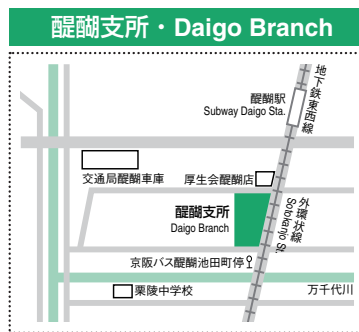 醍醐支所・Daigo Branch
地下鉄東西線
醍醐駅
Subway Daigo Sta.
交通局醍醐車庫
厚生会醍醐店
外環状線
Sotokanjo St.
醍醐支所
Daigo Branch
京阪バス醍醐池田町停
栗陵中学校
万千代川